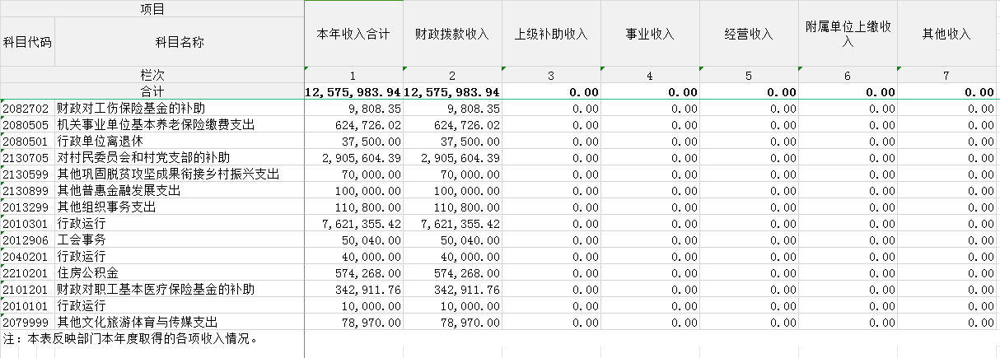 项目
科目代码 科目名称 本年收入合计 财政拨款收入 上级补助收入 事业收入 经营收入 附属单位上缴收入 其他收入
栏次 1 2 3 4 5 6 7
合计 12,575,983.94 12,575,983.94 0.00 0.00 0.00 0.00 0.00
2082702 财政对工伤保险基金的补助 9,808.35 9,808.35 0.00 0.00 0.00 0.00 0.00
2080505 机关事业单位基本养老保险缴费支出 624,726.02 624,726.02 0.00 0.00 0.00 0.00 0.00
2080501 行政单位离退休 37,500.00 37,500.00 0.00 0.00 0.00 0.00 0.00
2130705 对村民委员会和村党支部的补助 2,905,604.39 2,905,604.39 0.00 0.00 0.00 0.00 0.00
2130599 其他巩固脱贫攻坚成果衔接乡村振兴支出 70,000.00 70,000.00 0.00 0.00 0.00 0.00 0.00
2130899 其他普惠金融发展支出 100,000.00 100,000.00 0.00 0.00 0.00 0.00 0.00
2013299 其他组织事务支出 110,800.00 110,800.00 0.00 0.00 0.00 0.00 0.00
2010301 行政运行 7,621,355.42 7,621,355.42 0.00 0.00 0.00 0.00 0.00
2012906 工会事务 50,040.00 50,040.00 0.00 0.00 0.00 0.00 0.00
2040201 行政运行 40,000.00 40,000.00 0.00 0.00 0.00 0.00 0.00
2210201 住房公积金 574,268.00 574,268.00 0.00 0.00 0.00 0.00 0.00
2101201 财政对职工基本医疗保险基金的补助 342,911.76 342,911.76 0.00 0.00 0.00 0.00 0.00
2010101 行政运行 10,000.00 10,000.00 0.00 0.00 0.00 0.00 0.00
2079999 其他文化旅游体育与传媒支出 78,970.00 78,970.00 0.00 0.00 0.00 0.00 0.00
注：本表反映部门本年度取得的各项收入情况。